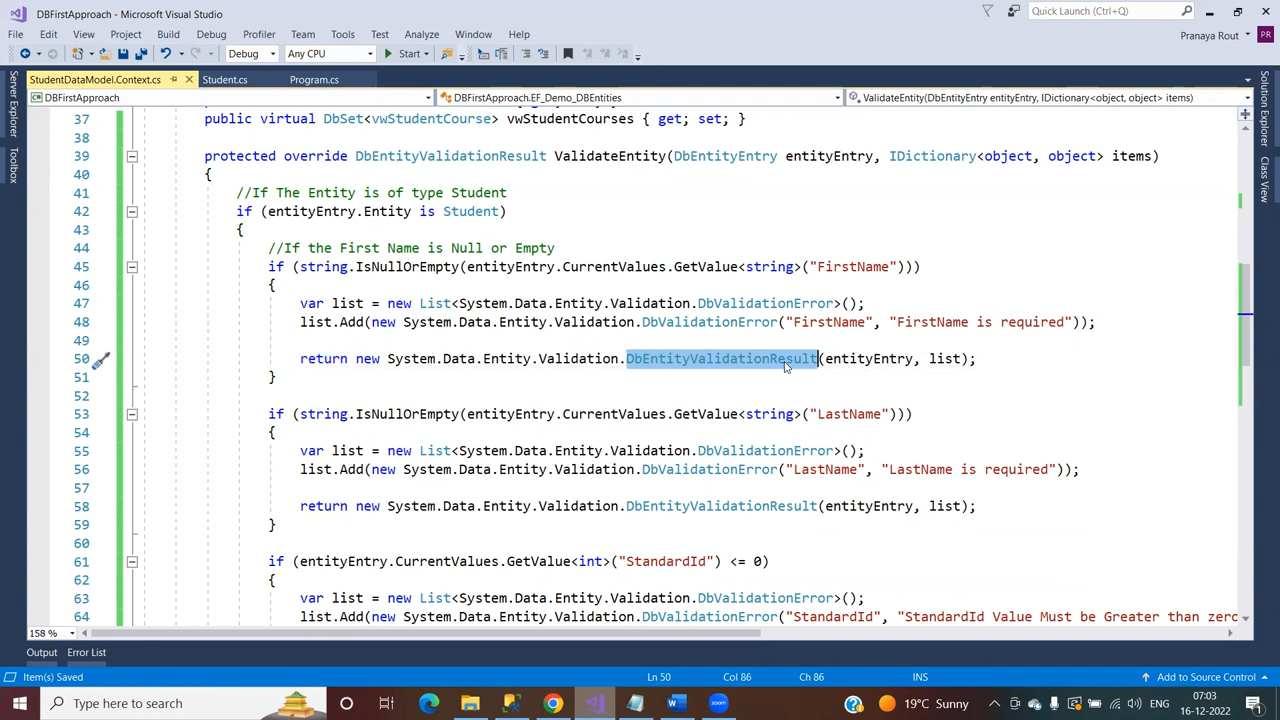 DBFirstApproach - Microsoft Visual Studio
Quick Launch (Ctrl+Q)
File Edit View Project Build Debug Profiler Team Tools Test Analyze Window Help
Pranaya Rout PR
Debug Any CPU Start
StudentDataModel.Context.cs Student.cs Program.cs
DBFirstApproach DBFirstApproach.EF_Demo_DBEntities ValidateEntity(DbEntityEntry entityEntry, IDictionary<object, object> items)
Server Explorer
Toolbox
Solution Explorer
Class View
37 public virtual DbSet<vwStudentCourse> vwStudentCourses { get; set; }
38
39 protected override DbEntityValidationResult ValidateEntity(DbEntityEntry entityEntry, IDictionary<object, object> items)
40 {
41 //If The Entity is of type Student
42 if (entityEntry.Entity is Student)
43 {
44 //If the First Name is Null or Empty
45 if (string.IsNullOrEmpty(entityEntry.CurrentValues.GetValue<string>("FirstName")))
46 {
47 var list = new List<System.Data.Entity.Validation.DbValidationError>();
48 list.Add(new System.Data.Entity.Validation.DbValidationError("FirstName", "FirstName is required"));
49
50 return new System.Data.Entity.Validation.DbEntityValidationResult(entityEntry, list);
51 }
52
53 if (string.IsNullOrEmpty(entityEntry.CurrentValues.GetValue<string>("LastName")))
54 {
55 var list = new List<System.Data.Entity.Validation.DbValidationError>();
56 list.Add(new System.Data.Entity.Validation.DbValidationError("LastName", "LastName is required"));
57
58 return new System.Data.Entity.Validation.DbEntityValidationResult(entityEntry, list);
59 }
60
61 if (entityEntry.CurrentValues.GetValue<int>("StandardId") <= 0)
62 {
63 var list = new List<System.Data.Entity.Validation.DbValidationError>();
64 list.Add(new System.Data.Entity.Validation.DbValidationError("StandardId", "StandardId Value Must be Greater than zero
158 %
Output Error List
Item(s) Saved Ln 50 Col 86 Ch 86 INS Add to Source Control
Type here to search 19°C Sunny ENG 07:03
16-12-2022